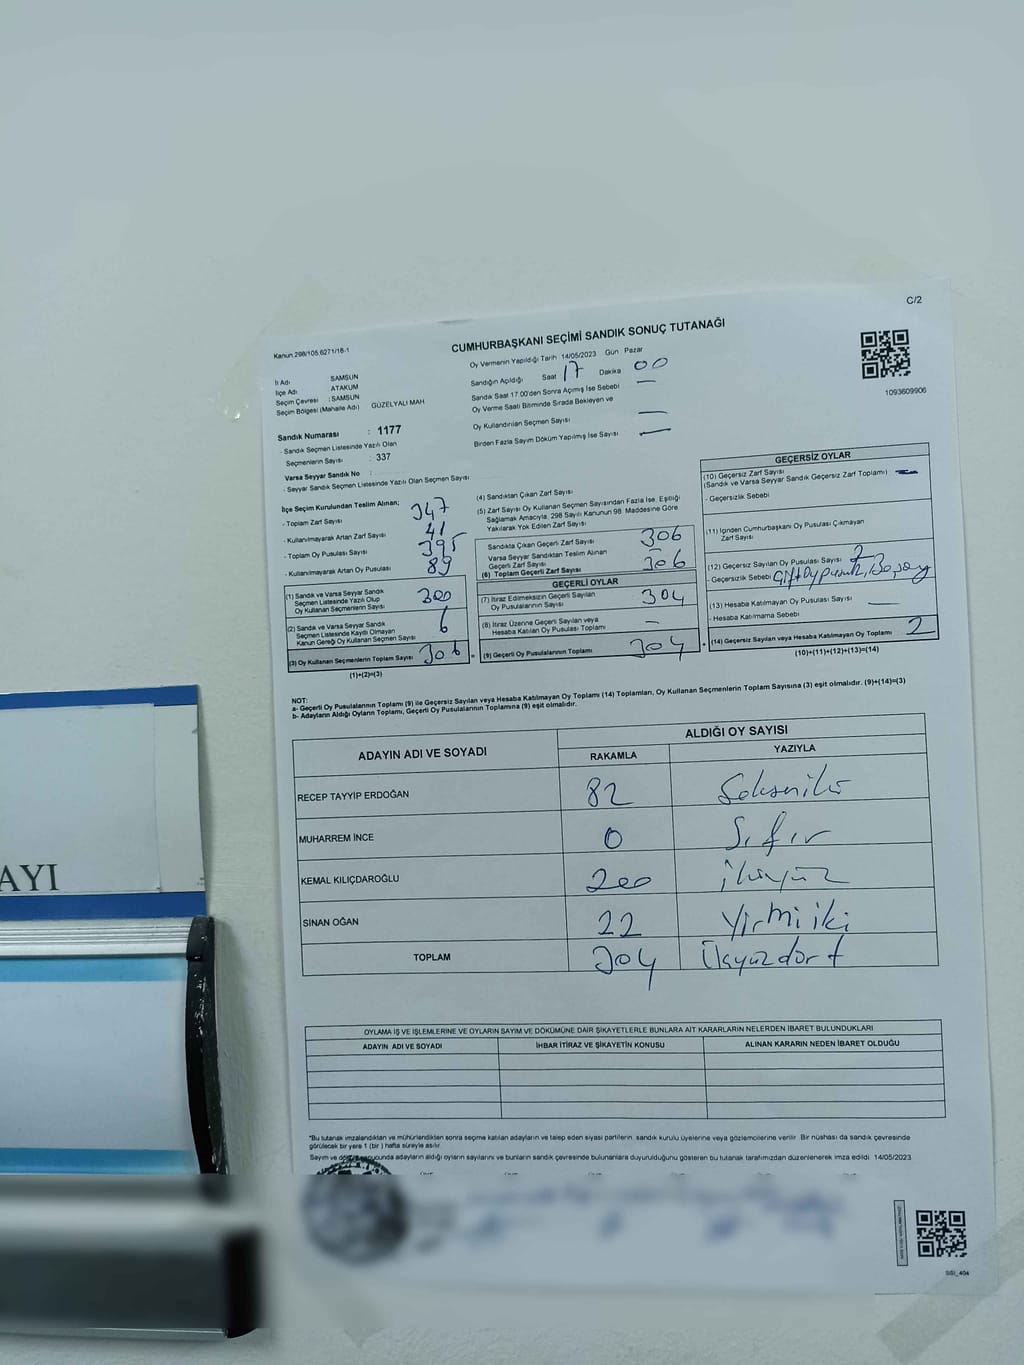 C/2
Kanun.298/105,6271/18-1
CUMHURBAŞKANI SEÇİMİ SANDIK SONUÇ TUTANAĞI
1093609906
İli Adı SAMSUN
İlçe Adı ATAKUM
Seçim Çevresi : SAMSUN
Seçim Bölgesi (Mahalle Adı) GÜZELYALI MAH
Oy Vermenin Yapıldığı Tarih 14/05/2023 Gün Pazar
Sandığın Açıldığı Saat 17 Dakika 00
Sandık Saat 17:00'den Sonra Açımış İse Sebebi —
Oy Verme Saati Bitiminde Sırada Bekleyen ve
Oy Kullandırılan Seçmen Sayısı —
Birden Fazla Sayım Döküm Yapılmış İse Sayısı —
Sandık Numarası : 1177
- Sandık Seçmen Listesinde Yazılı Olan
Seçmenlerin Sayısı : 337
Varsa Seyyar Sandık No :
- Seyyar Sandık Seçmen Listesinde Yazılı Olan Seçmen Sayısı
İlçe Seçim Kurulundan Teslim Alınan;
- Toplam Zarf Sayısı 347
- Kullanılmayarak Artan Zarf Sayısı 41
- Toplam Oy Pusulası Sayısı 395
- Kullanılmayarak Artan Oy Pusulası 89
(1) Sandık ve Varsa Seyyar Sandık
Seçmen Listesinde Yazılı Olup
Oy Kullanan Seçmenlerin Sayısı 300
(2) Sandık ve Varsa Seyyar Sandık
Seçmen Listesinde Kayıtlı Olmayan
Kanun Gereği Oy Kullanan Seçmen Sayısı 6
(3) Oy Kullanan Seçmenlerin Toplam Sayısı 306
(1)+(2)=(3)
(4) Sandıktan Çıkan Zarf Sayısı
(5) Zarf Sayısı Oy Kullanan Seçmen Sayısından Fazla İse, Eşitliği
Sağlamak Amacıyla, 298 Sayılı Kanunun 98. Maddesine Göre
Yakılarak Yok Edilen Zarf Sayısı
Sandıkta Çıkan Geçerli Zarf Sayısı 306
Varsa Seyyar Sandıktan Teslim Alınan
Geçerli Zarf Sayısı —
(6) Toplam Geçerli Zarf Sayısı 306
GEÇERLİ OYLAR
(7) İtiraz Edilmeksizin Geçerli Sayılan
Oy Pusulalarının Sayısı 304
(8) İtiraz Üzerine Geçerli Sayılan veya
Hesaba Katılan Oy Pusulası Toplamı —
= (9) Geçerli Oy Pusulalarının Toplamı 304
GEÇERSİZ OYLAR
(10) Geçersiz Zarf Sayısı
(Sandık ve Varsa Seyyar Sandık Geçersiz Zarf Toplamı) —
- Geçersizlik Sebebi
(11) İçinden Cumhurbaşkanı Oy Pusulası Çıkmayan
Zarf Sayısı
(12) Geçersiz Sayılan Oy Pusulası Sayısı 2
- Geçersizlik Sebebi
(13) Hesaba Katılmayan Oy Pusulası Sayısı —
- Hesaba Katılmama Sebebi
+ (14) Geçersiz Sayılan veya Hesaba Katılmayan Oy Toplamı 2
(10)+(11)+(12)+(13)=(14)
NOT:
a- Geçerli Oy Pusulalarının Toplamı (9) ile Geçersiz Sayılan veya Hesaba Katılmayan Oy Toplamı (14) Toplamları, Oy Kullanan Seçmenlerin Toplam Sayısına (3) eşit olmalıdır. (9)+(14)=(3)
b- Adayların Aldığı Oyların Toplamı, Geçerli Oy Pusulalarının Toplamına (9) eşit olmalıdır.
ADAYIN ADI VE SOYADI ALDIĞI OY SAYISI
RAKAMLA YAZIYLA
RECEP TAYYİP ERDOĞAN 82 Seksen iki
MUHARREM İNCE 0 Sıfır
KEMAL KILIÇDAROĞLU 200 ikiyüz
SİNAN OĞAN 22 Yirmi iki
TOPLAM 304 Üçyüzdört
OYLAMA İŞ VE İŞLEMLERİNE VE OYLARIN SAYIM VE DÖKÜMÜNE DAİR ŞİKAYETLERLE BUNLARA AİT KARARLARIN NELERDEN İBARET BULUNDUKLARI
ADAYIN ADI VE SOYADI İHBAR İTİRAZ VE ŞİKAYETİN KONUSU ALINAN KARARIN NEDEN İBARET OLDUĞU
*Bu tutanak imzalandıktan ve mühürlendikten sonra seçime katılan adayların ve talep eden siyasi partilerin sandık kurulu üyelerine veya gözlemcilerine verilir. Bir nüshası da sandık çevresinde
görülecek bir yere 1 (bir) hafta süreyle asılır.
Sayım ve sonucunda adayların aldığı oyların sayılarını ve bunların sandık çevresinde bulunanlara duyurulduğunu gösteren bu tutanak tarafımızdan düzenlenerek imza edildi. 14/05/2023
AYI